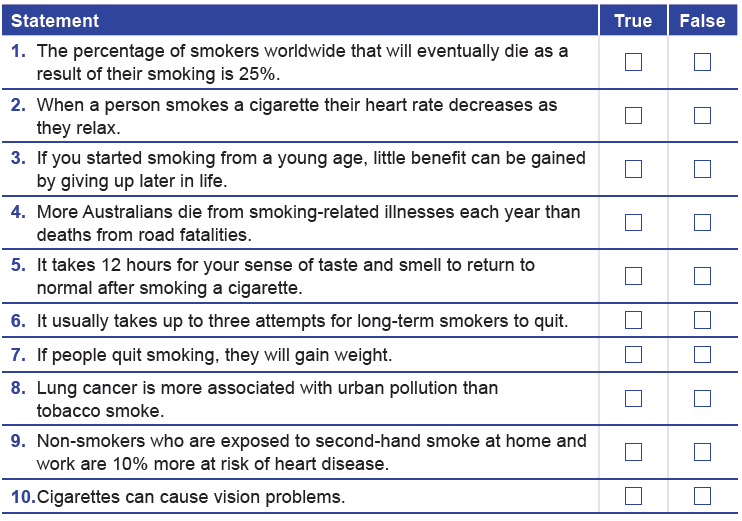 Statement True False
1. The percentage of smokers worldwide that will eventually die as a
result of their smoking is 25%.
2. When a person smokes a cigarette their heart rate decreases as
they relax.
3. If you started smoking from a young age, little benefit can be gained
by giving up later in life.
4. More Australians die from smoking-related illnesses each year than
deaths from road fatalities.
5. It takes 12 hours for your sense of taste and smell to return to
normal after smoking a cigarette.
6. It usually takes up to three attempts for long-term smokers to quit.
7. If people quit smoking, they will gain weight.
8. Lung cancer is more associated with urban pollution than
tobacco smoke.
9. Non-smokers who are exposed to second-hand smoke at home and
work are 10% more at risk of heart disease.
10.Cigarettes can cause vision problems.